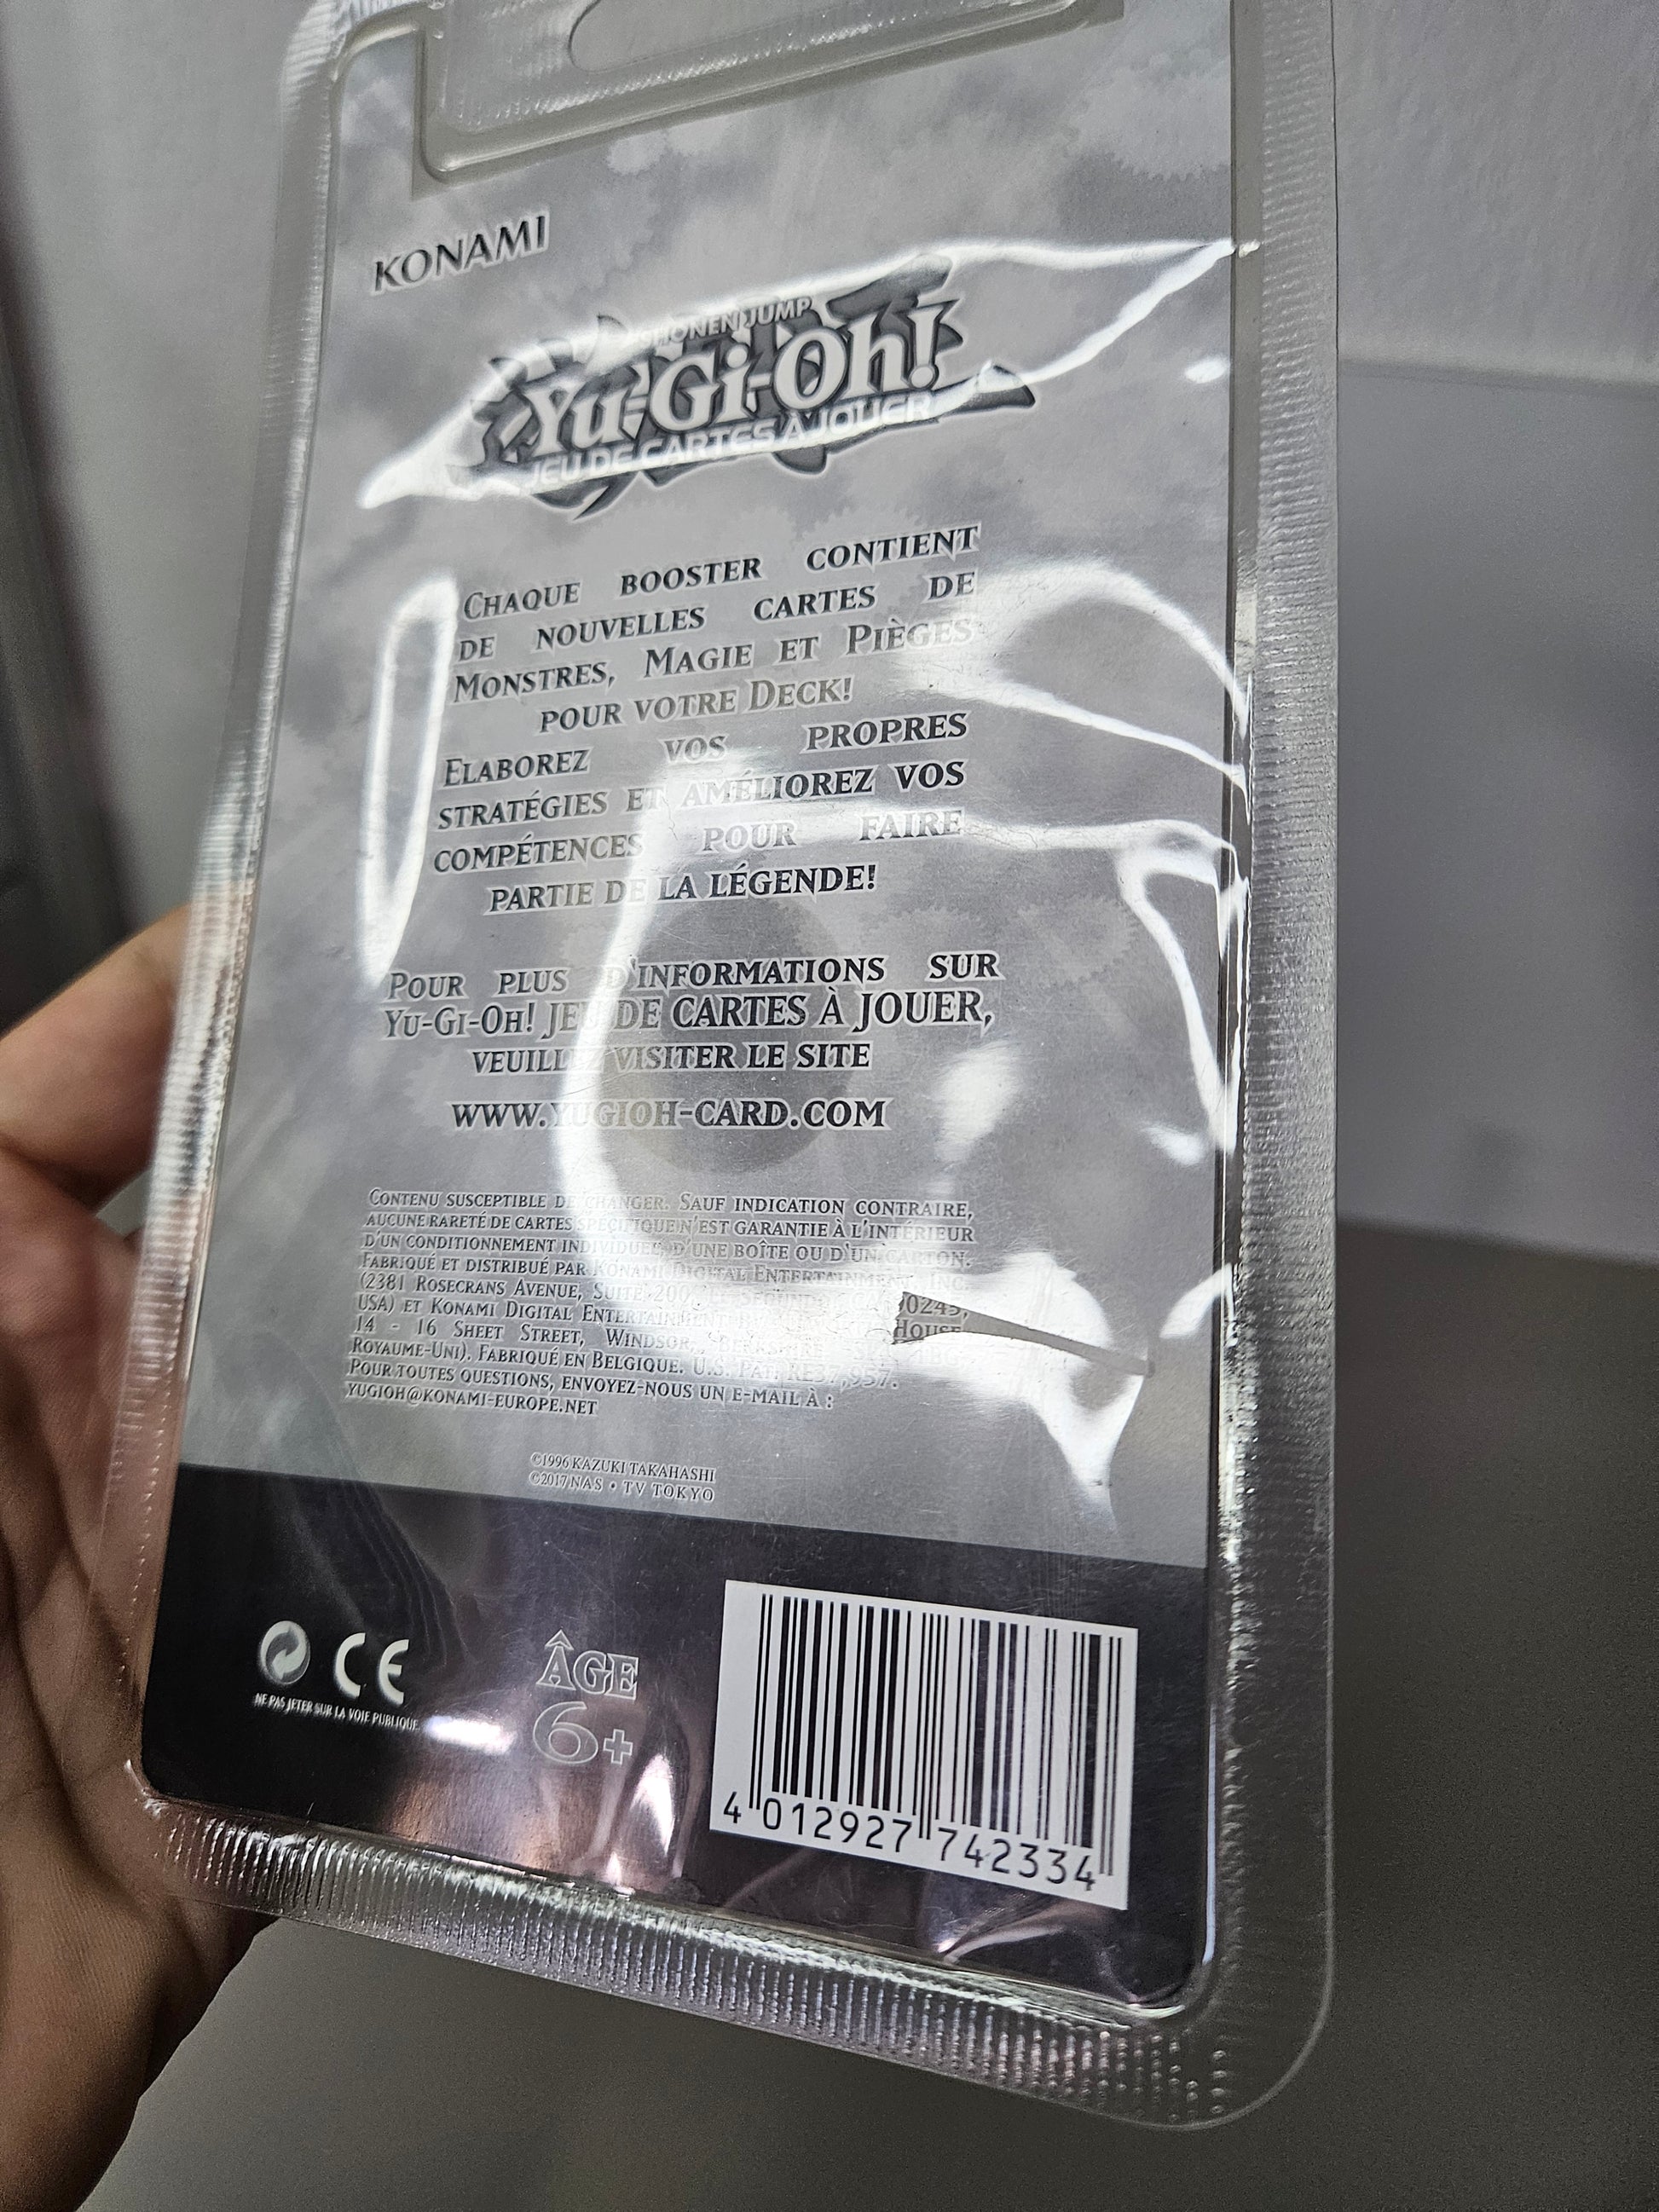 KONAMI
SHONEN JUMP
Yu-Gi-Oh!
JEU DE CARTES À JOUER
CHAQUE BOOSTER CONTIENT
DE NOUVELLES CARTES DE
MONSTRES, MAGIE ET PIÈGES
POUR VOTRE DECK!
ELABOREZ VOS PROPRES
STRATÉGIES ET AMÉLIOREZ VOS
COMPÉTENCES POUR FAIRE
PARTIE DE LA LÉGENDE!
POUR PLUS D'INFORMATIONS SUR
YU-GI-OH! JEU DE CARTES À JOUER,
VEUILLEZ VISITER LE SITE
WWW.YUGIOH-CARD.COM
CONTENU SUSCEPTIBLE DE CHANGER. SAUF INDICATION CONTRAIRE,
AUCUNE RARETÉ DE CARTES SPÉCIFIQUE N'EST GARANTIE À L'INTÉRIEUR
D'UN CONDITIONNEMENT INDIVIDUEL, D'UNE BOÎTE OU D'UN CARTON.
FABRIQUÉ ET DISTRIBUÉ PAR KONAMI DIGITAL ENTERTAINMENT, INC.
(2381 ROSECRANS AVENUE, SUITE 200, EL SEGUNDO, 90245,
USA) ET KONAMI DIGITAL ENTERTAINMENT HOUSE,
14 - 16 SHEET STREET, WINDSOR, BERKSHIRE
ROYAUME-UNI). FABRIQUÉ EN BELGIQUE. U.S. PAT. RE37,957.
POUR TOUTES QUESTIONS, ENVOYEZ-NOUS UN E-MAIL À :
YUGIOH@KONAMI-EUROPE.NET
©1996 KAZUKI TAKAHASHI
©2017 NAS • TV TOKYO
CE
NE PAS JETER SUR LA VOIE PUBLIQUE
ÂGE
6+
4 012927 742334